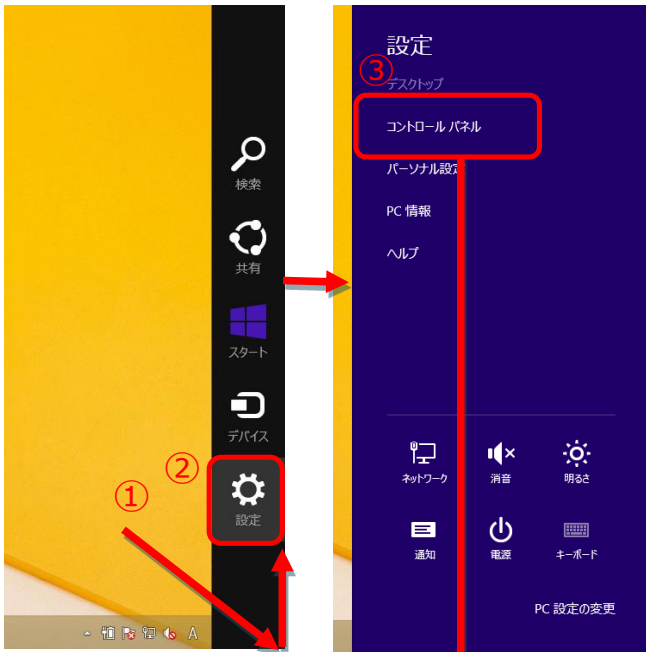 検索
共有
スタート
デバイス
②
設定
①
A
設定
③
デスクトップ
コントロール パネル
パーソナル設定
PC 情報
ヘルプ
ネットワーク
消音
明るさ
通知
電源
キーボード
PC 設定の変更